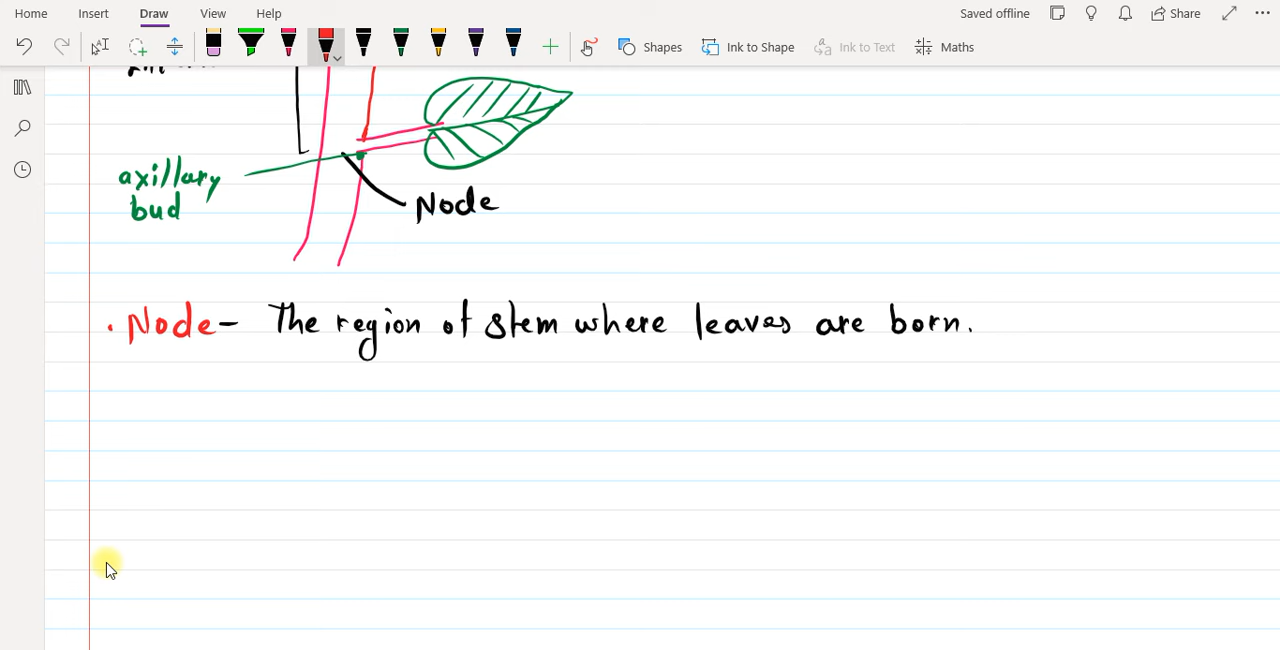 Home Insert Draw View Help Saved offline Share
Shapes Ink to Shape Ink to Text Maths
axillary
bud
Node
· Node - The region of stem where leaves are born.